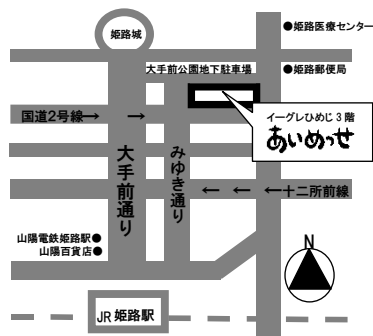 姫路城
●姫路医療センター
大手前公園地下駐車場
●姫路郵便局
国道2号線→ →
イーグレひめじ3階
あいめっせ
大手前通り
みゆき通り
← ← ←十二所前線
山陽電鉄姫路駅●
山陽百貨店●
N
JR 姫路駅